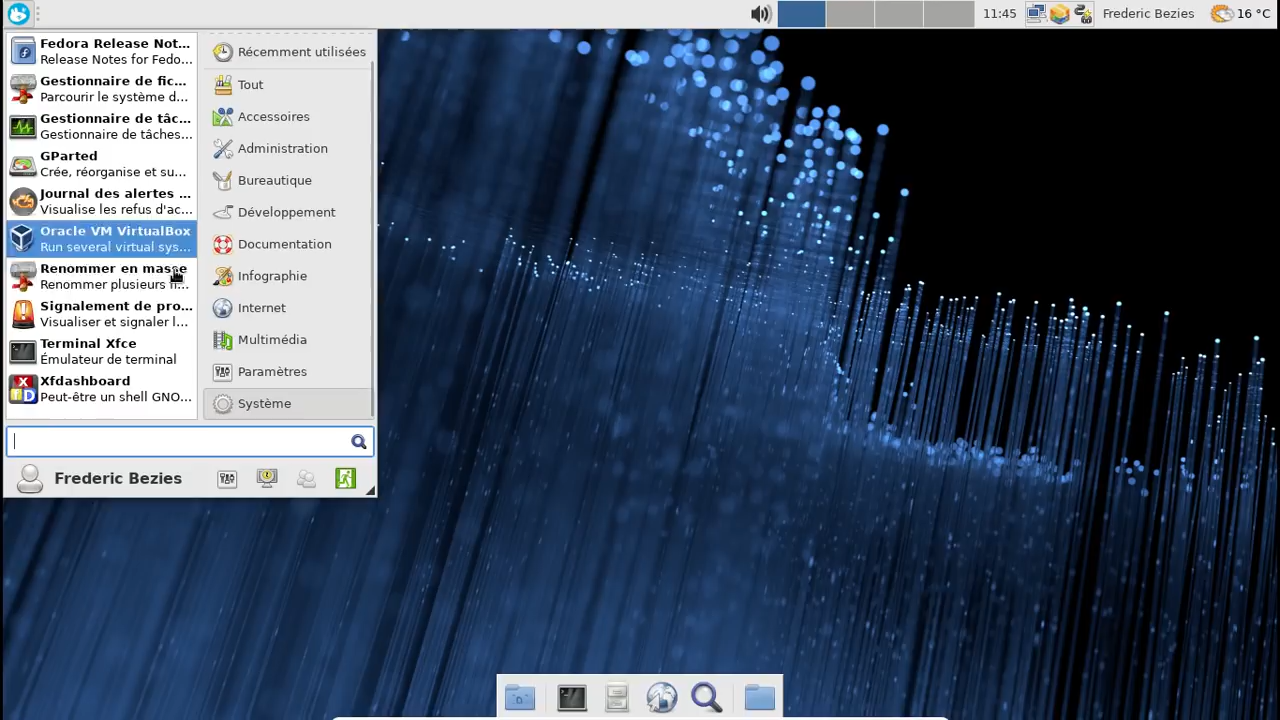 11:45
Frederic Bezies
16 °C
Fedora Release Not...
Release Notes for Fedo...
Gestionnaire de fic...
Parcourir le système d...
Gestionnaire de tâc...
Gestionnaire de tâches...
GParted
Crée, réorganise et su...
Journal des alertes ...
Visualise les refus d'ac...
Oracle VM VirtualBox
Run several virtual sys...
Renommer en masse
Renommer plusieurs fi...
Signalement de pro...
Visualiser et signaler l...
Terminal Xfce
Émulateur de terminal
Xfdashboard
Peut-être un shell GNO...
Récemment utilisées
Tout
Accessoires
Administration
Bureautique
Développement
Documentation
Infographie
Internet
Multimédia
Paramètres
Système
Frederic Bezies